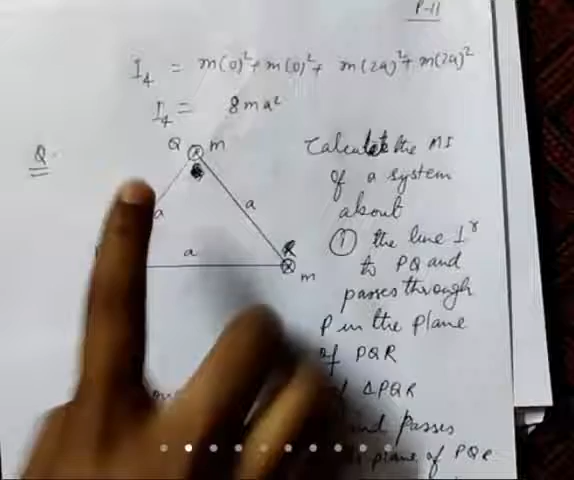 P-11
I₄ = m(0)²+ m(0)²+ m(2a)²+ m(2a)²
I₄ = 8ma²
Q.
Q m
a
a
a
R
m
Calculate the MI
of a system
about
① the line ⊥ʳ
to PQ and
passes through
P in the plane
of PQR
of ΔPQR
and passes
plane of PQR